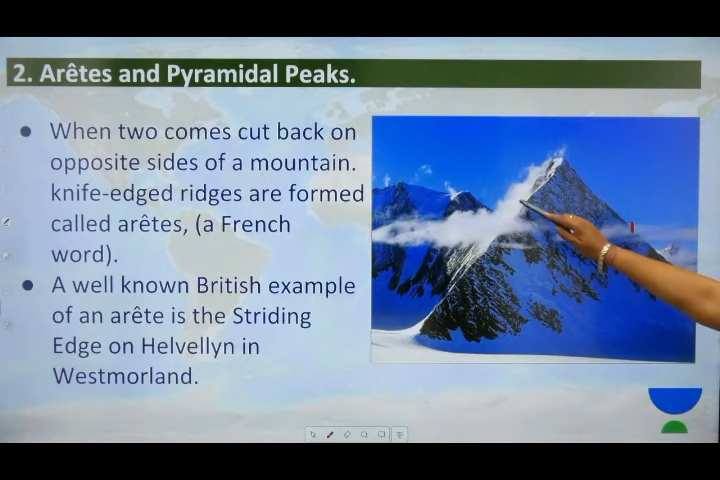 2. Arêtes and Pyramidal Peaks.
● When two comes cut back on
opposite sides of a mountain.
knife-edged ridges are formed
called arêtes, (a French
word).
● A well known British example
of an arête is the Striding
Edge on Helvellyn in
Westmorland.